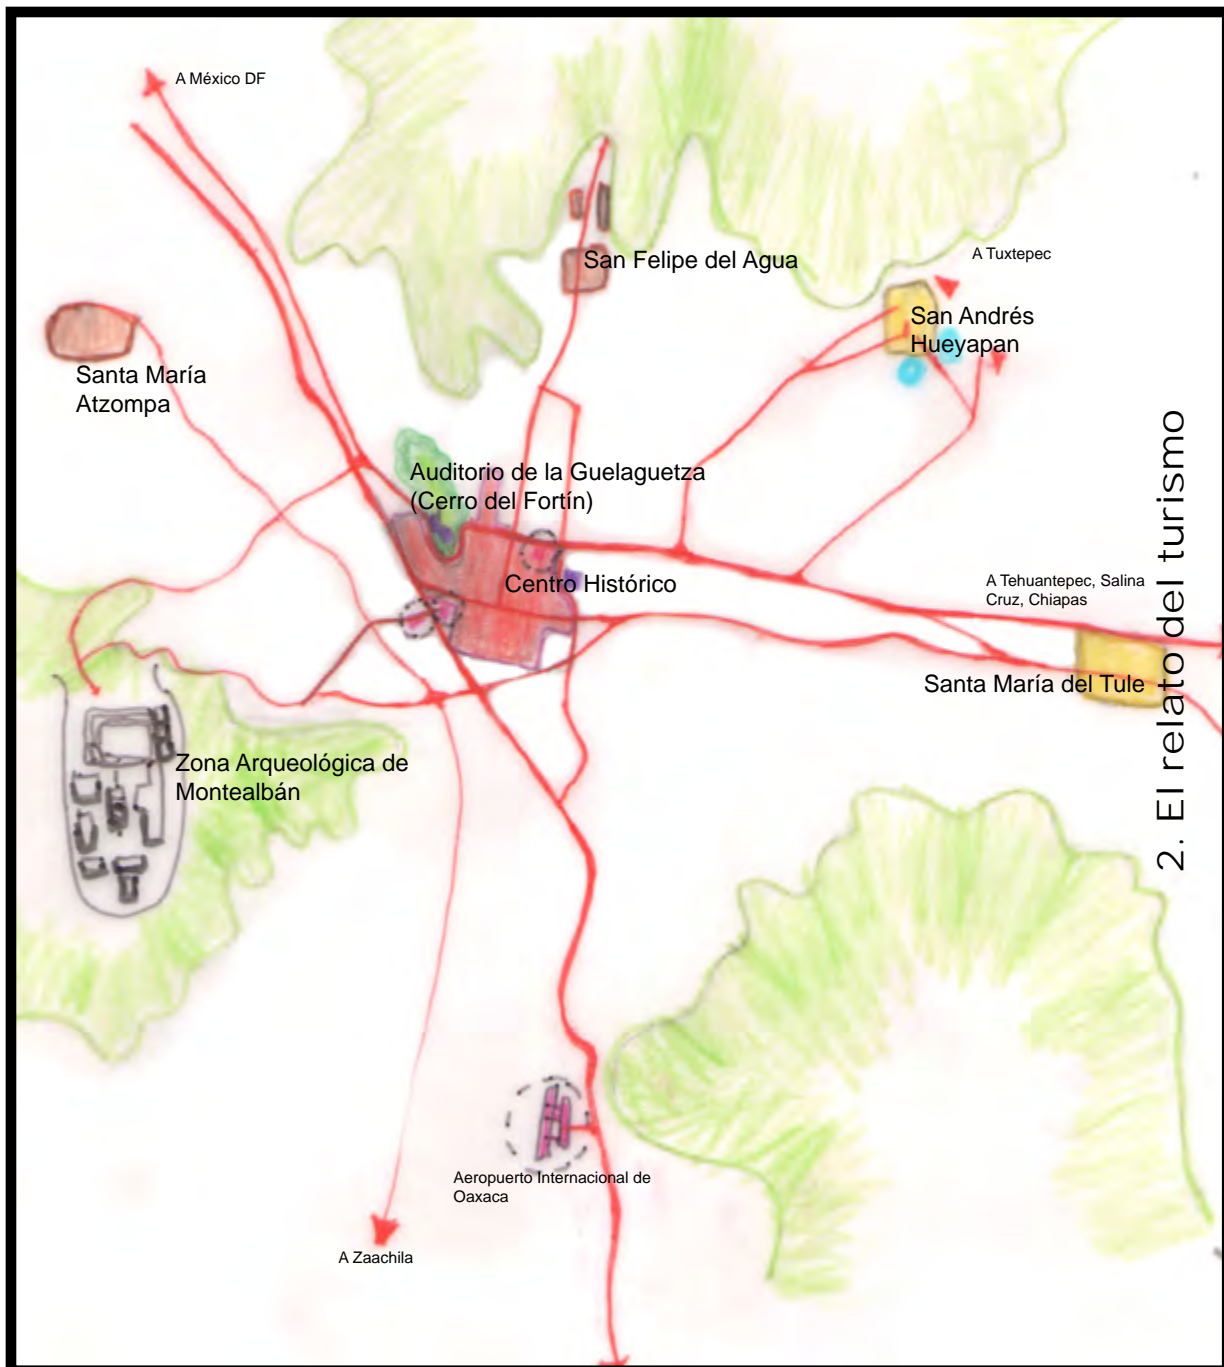 A México DF
San Felipe del Agua
A Tuxtepec
San Andrés
Hueyapan
Santa María
Atzompa
Auditorio de la Guelaguetza
(Cerro del Fortín)
Centro Histórico
A Tehuantepec, Salina
Cruz, Chiapas
Santa María del Tule
Zona Arqueológica de
Montealbán
Aeropuerto Internacional de
Oaxaca
A Zaachila
2. El relato del turismo